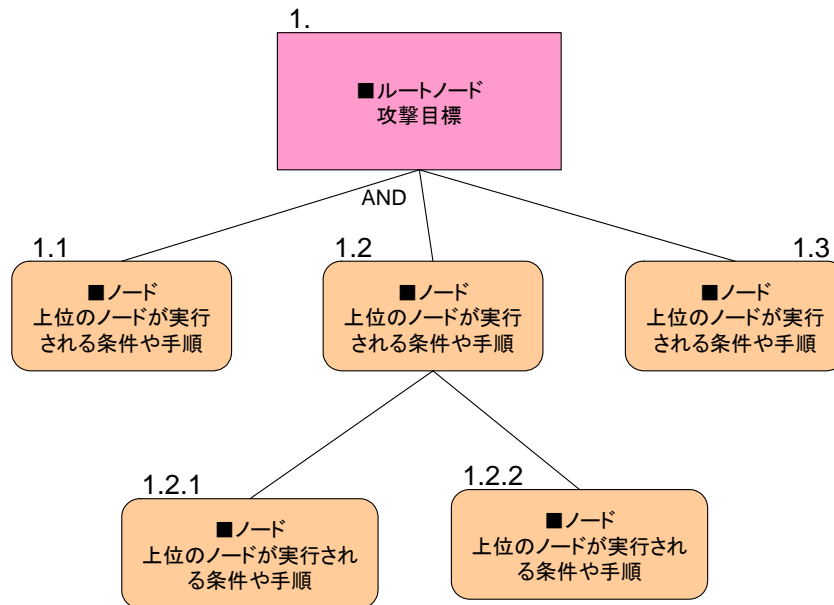 1.
■ルートノード
攻撃目標
AND
1.1
1.2
1.3
■ノード
上位のノードが実行
される条件や手順
■ノード
上位のノードが実行
される条件や手順
■ノード
上位のノードが実行
される条件や手順
1.2.1
1.2.2
■ノード
上位のノードが実行され
る条件や手順
■ノード
上位のノードが実行され
る条件や手順